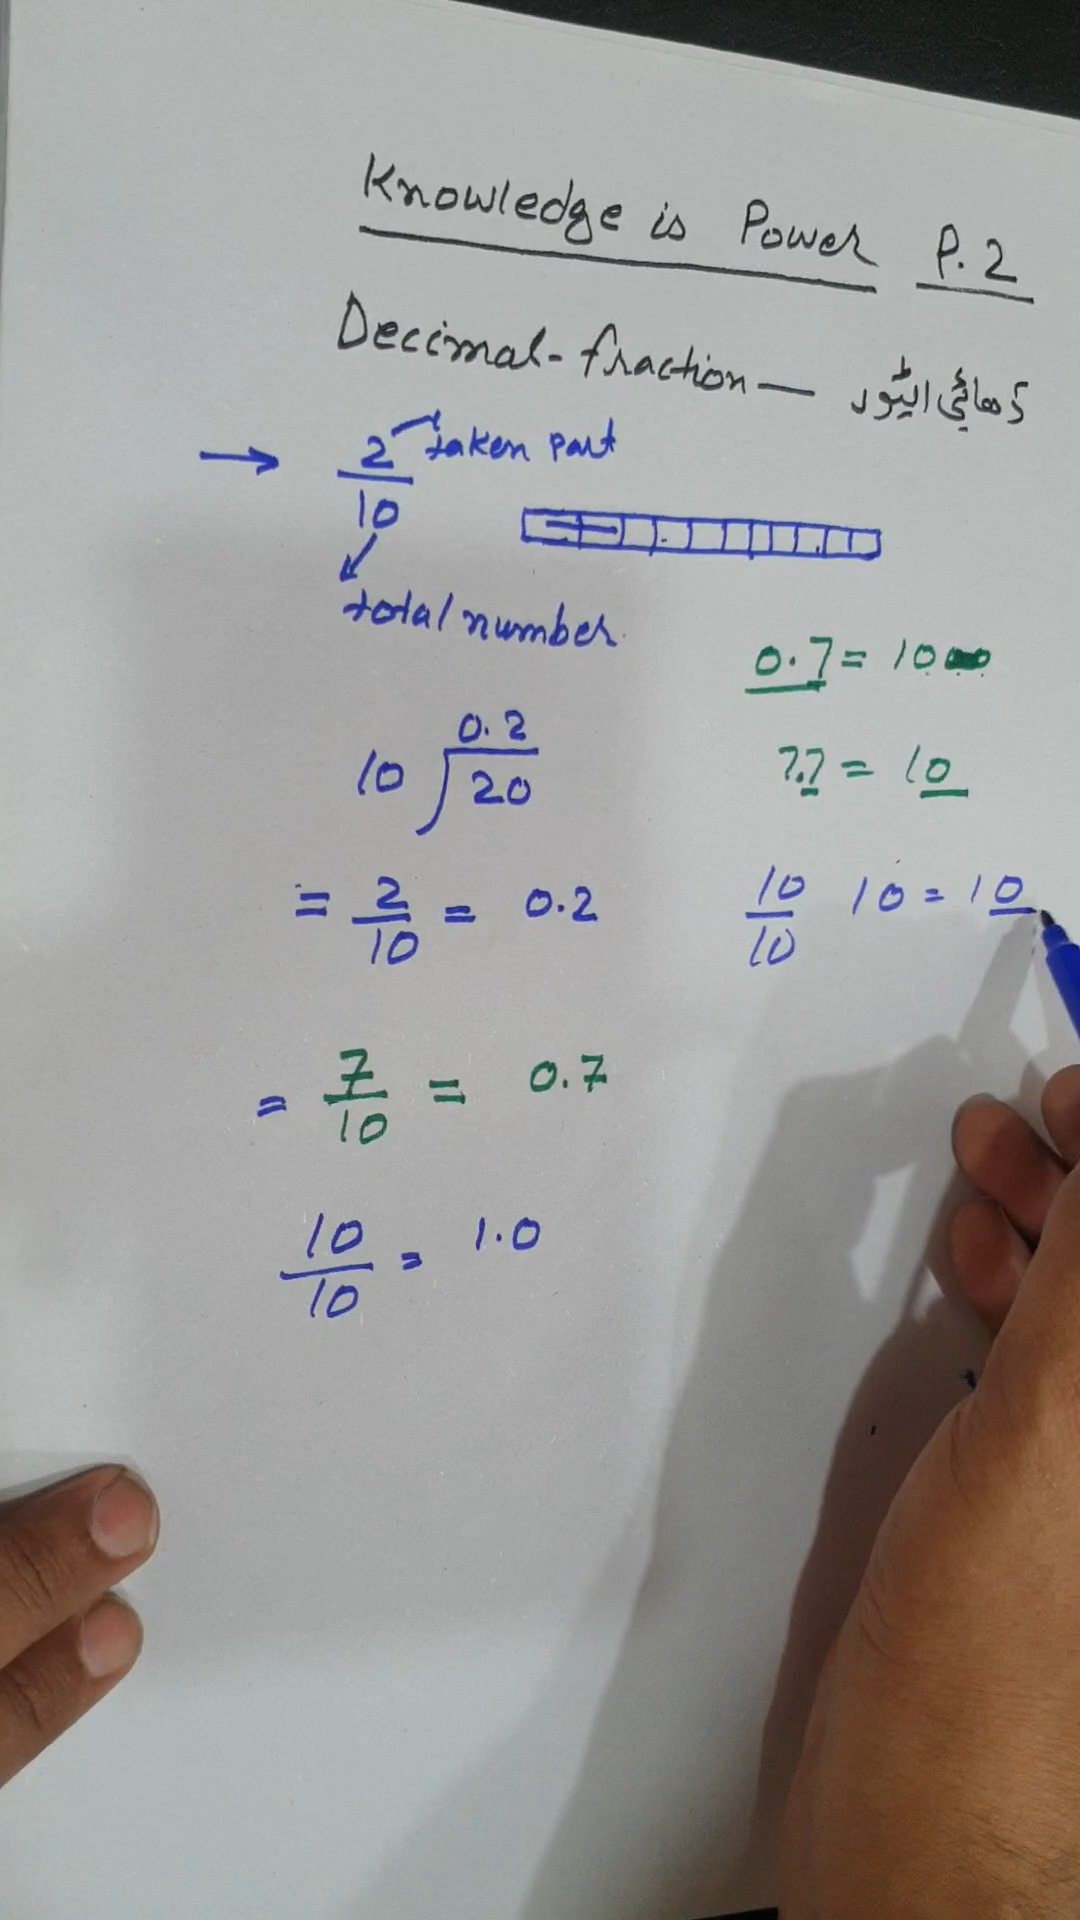 Knowledge is Power P.2
Decimal-fraction — ڏھائي اڻپور
→ 2/10 taken part
total number.
0.7 = 10
0.2
10 20
7.7 = 10
= 2/10 = 0.2
10/10 10 = 10
= 7/10 = 0.7
10/10 = 1.0